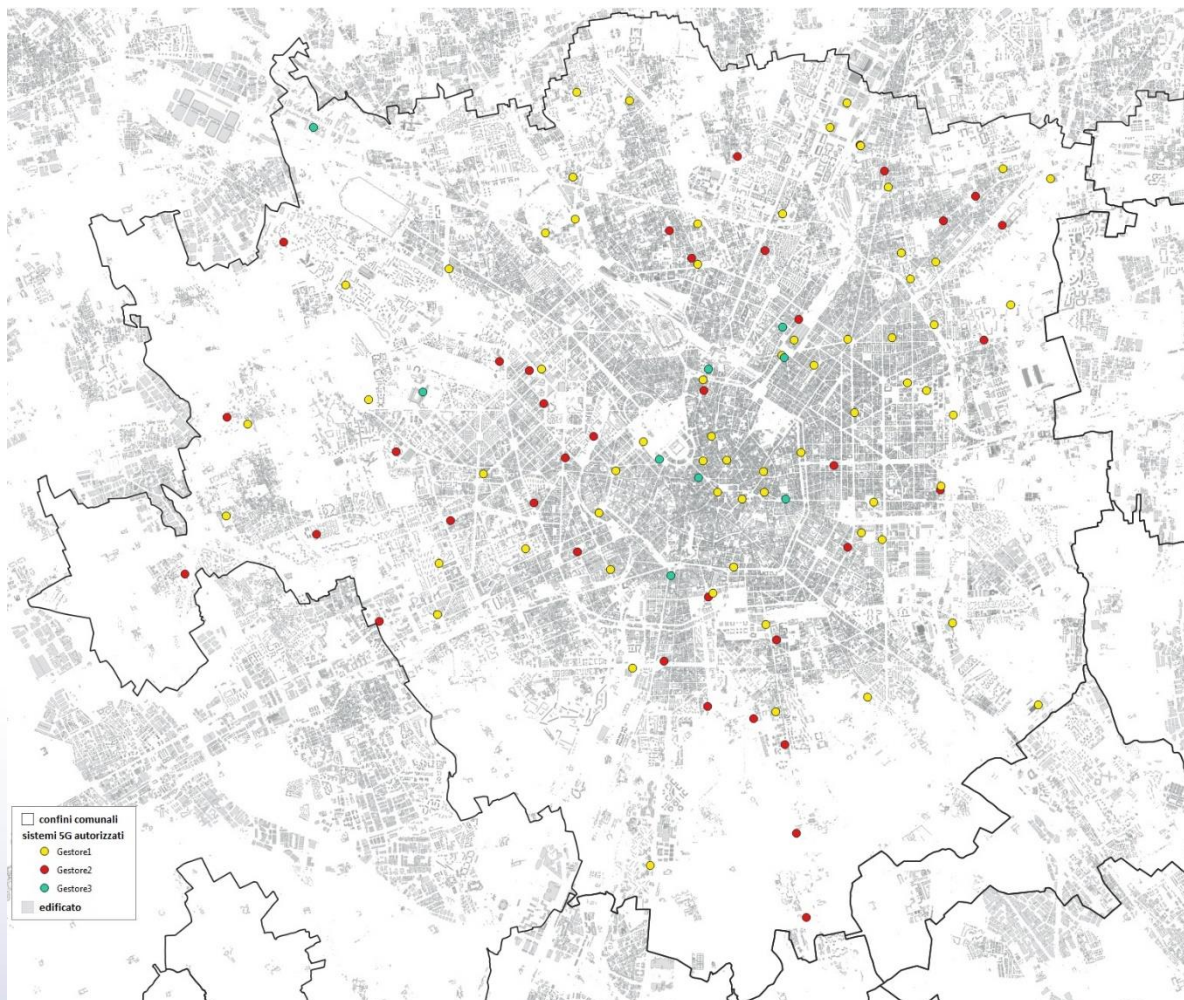 confini comunali
sistemi 5G autorizzati
Gestore1
Gestore2
Gestore3
edificato